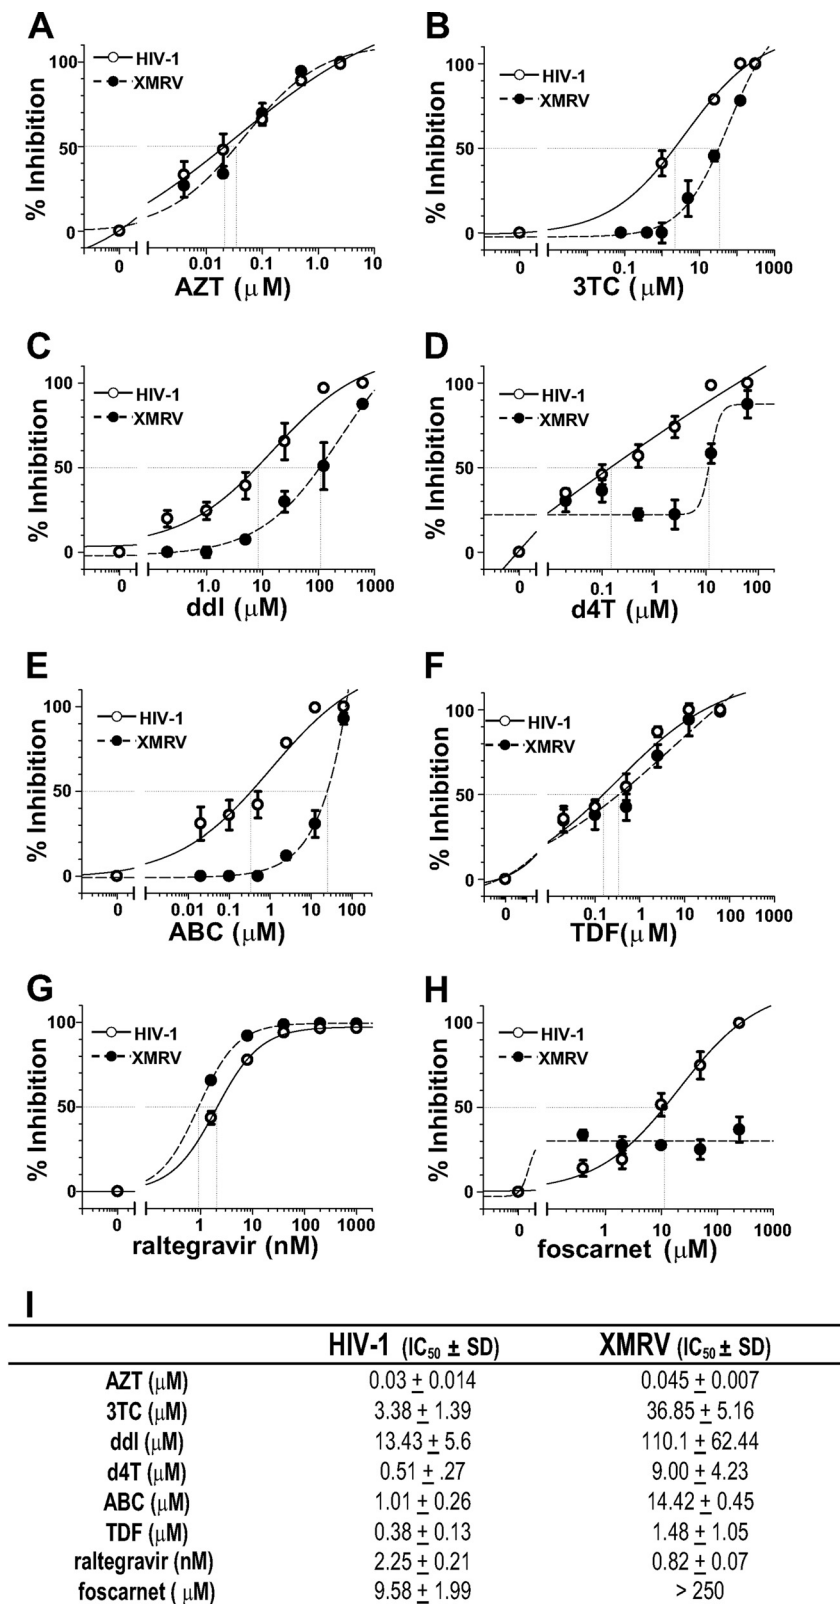 A
B
HIV-1
XMRV
% Inhibition
100
50
0
0
0.01
0.1
1.0
10
AZT (μM)
HIV-1
XMRV
% Inhibition
100
50
0
0
0.1
10
1000
3TC (μM)
C
D
HIV-1
XMRV
% Inhibition
100
50
0
0
1.0
10
100
1000
ddI (μM)
HIV-1
XMRV
% Inhibition
100
50
0
0
0.1
1
10
100
d4T (μM)
E
F
HIV-1
XMRV
% Inhibition
100
50
0
0
0.01
0.1
1
10
100
ABC (μM)
HIV-1
XMRV
% Inhibition
100
50
0
0
0.1
1
10
100
1000
TDF(μM)
G
H
HIV-1
XMRV
% Inhibition
100
50
0
0
1
10
100
1000
raltegravir (nM)
HIV-1
XMRV
% Inhibition
100
50
0
0
1
10
100
1000
foscarnet (μM)
I
HIV-1 (IC50 ± SD) XMRV (IC50 ± SD)
AZT (μM) 0.03 ± 0.014 0.045 ± 0.007
3TC (μM) 3.38 ± 1.39 36.85 ± 5.16
ddI (μM) 13.43 ± 5.6 110.1 ± 62.44
d4T (μM) 0.51 ± .27 9.00 ± 4.23
ABC (μM) 1.01 ± 0.26 14.42 ± 0.45
TDF (μM) 0.38 ± 0.13 1.48 ± 1.05
raltegravir (nM) 2.25 ± 0.21 0.82 ± 0.07
foscarnet ( μM) 9.58 ± 1.99 > 250